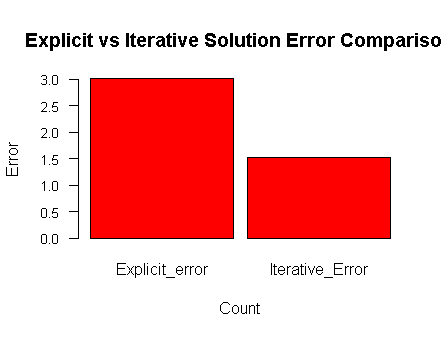 Explicit vs Iterative Solution Error Compariso
3.0
2.5
2.0
1.5
1.0
0.5
0.0
Error
Explicit_error
Iterative_Error
Count